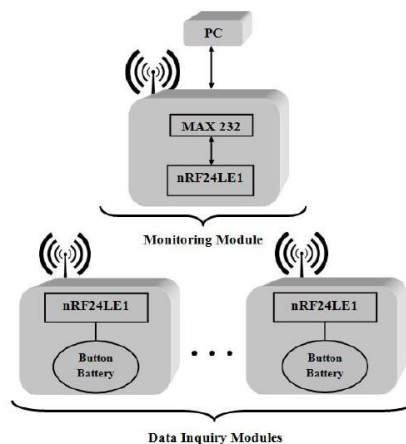 PC
MAX 232
nRF24LE1
Monitoring Module
nRF24LE1
Button
Battery
nRF24LE1
Button
Battery
Data Inquiry Modules